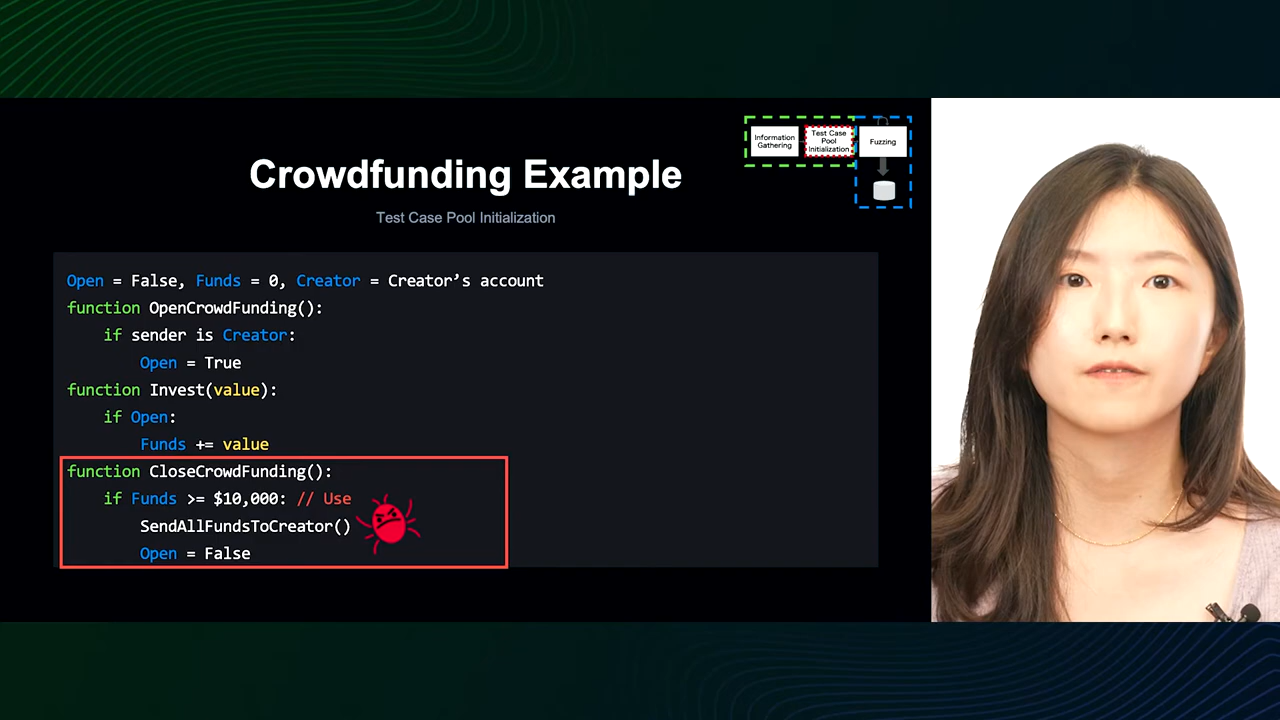 Information
Gathering
Test Case
Pool
Initialization
Fuzzing
Crowdfunding Example
Test Case Pool Initialization
Open = False, Funds = 0, Creator = Creator’s account
function OpenCrowdFunding():
if sender is Creator:
Open = True
function Invest(value):
if Open:
Funds += value
function CloseCrowdFunding():
if Funds >= $10,000: // Use
SendAllFundsToCreator()
Open = False